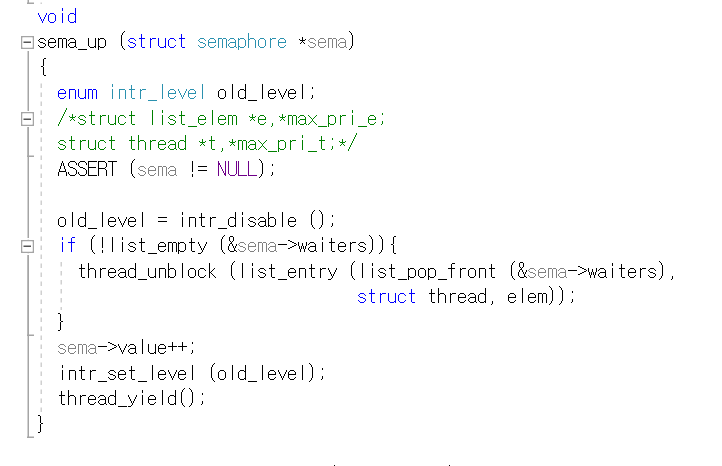 void
sema_up (struct semaphore *sema)
{
enum intr_level old_level;
/*struct list_elem *e,*max_pri_e;
struct thread *t,*max_pri_t;*/
ASSERT (sema != NULL);
old_level = intr_disable ();
if (!list_empty (&sema->waiters)){
thread_unblock (list_entry (list_pop_front (&sema->waiters),
struct thread, elem));
}
sema->value++;
intr_set_level (old_level);
thread_yield();
}